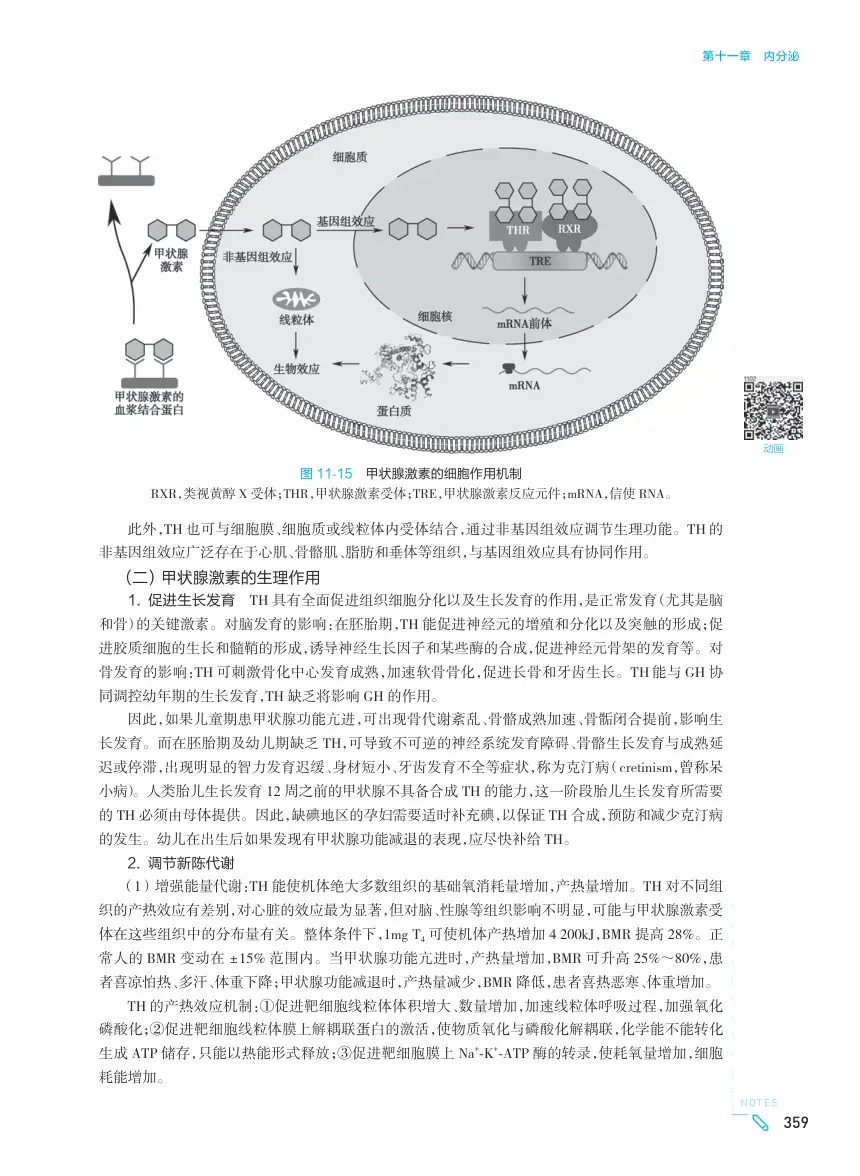 第十一章 内分泌
细胞质
基因组效应
THR
RXR
甲状腺
激素
非基因组效应
TRE
线粒体
细胞核
mRNA前体
生物效应
mRNA
甲状腺激素的
血浆结合蛋白
蛋白质
1102
动画
图 11-15 甲状腺激素的细胞作用机制
RXR,类视黄醇 X 受体;THR,甲状腺激素受体;TRE,甲状腺激素反应元件;mRNA,信使 RNA。
此外,TH 也可与细胞膜、细胞质或线粒体内受体结合,通过非基因组效应调节生理功能。TH 的
非基因组效应广泛存在于心肌、骨骼肌、脂肪和垂体等组织,与基因组效应具有协同作用。
(二)甲状腺激素的生理作用
1. 促进生长发育 TH 具有全面促进组织细胞分化以及生长发育的作用,是正常发育(尤其是脑
和骨)的关键激素。对脑发育的影响:在胚胎期,TH 能促进神经元的增殖和分化以及突触的形成;促
进胶质细胞的生长和髓鞘的形成,诱导神经生长因子和某些酶的合成,促进神经元骨架的发育等。对
骨发育的影响:TH 可刺激骨化中心发育成熟,加速软骨骨化,促进长骨和牙齿生长。TH 能与 GH 协
同调控幼年期的生长发育,TH 缺乏将影响 GH 的作用。
因此,如果儿童期患甲状腺功能亢进,可出现骨代谢紊乱、骨骼成熟加速、骨骺闭合提前,影响生
长发育。而在胚胎期及幼儿期缺乏 TH,可导致不可逆的神经系统发育障碍、骨骼生长发育与成熟延
迟或停滞,出现明显的智力发育迟缓、身材短小、牙齿发育不全等症状,称为克汀病(cretinism,曾称呆
小病)。人类胎儿生长发育 12 周之前的甲状腺不具备合成 TH 的能力,这一阶段胎儿生长发育所需要
的 TH 必须由母体提供。因此,缺碘地区的孕妇需要适时补充碘,以保证 TH 合成,预防和减少克汀病
的发生。幼儿在出生后如果发现有甲状腺功能减退的表现,应尽快补给 TH。
2. 调节新陈代谢
(1)增强能量代谢:TH 能使机体绝大多数组织的基础氧消耗量增加,产热量增加。TH 对不同组
织的产热效应有差别,对心脏的效应最为显著,但对脑、性腺等组织影响不明显,可能与甲状腺激素受
体在这些组织中的分布量有关。整体条件下,1mg T₄ 可使机体产热增加 4 200kJ,BMR 提高 28%。正
常人的 BMR 变动在 ±15% 范围内。当甲状腺功能亢进时,产热量增加,BMR 可升高 25%~80%,患
者喜凉怕热、多汗、体重下降;甲状腺功能减退时,产热量减少,BMR 降低,患者喜热恶寒、体重增加。
TH 的产热效应机制:①促进靶细胞线粒体体积增大、数量增加,加速线粒体呼吸过程,加强氧化
磷酸化;②促进靶细胞线粒体膜上解耦联蛋白的激活,使物质氧化与磷酸化解耦联,化学能不能转化
生成 ATP 储存,只能以热能形式释放;③促进靶细胞膜上 Na⁺-K⁺-ATP 酶的转录,使耗氧量增加,细胞
耗能增加。
NOTES
359